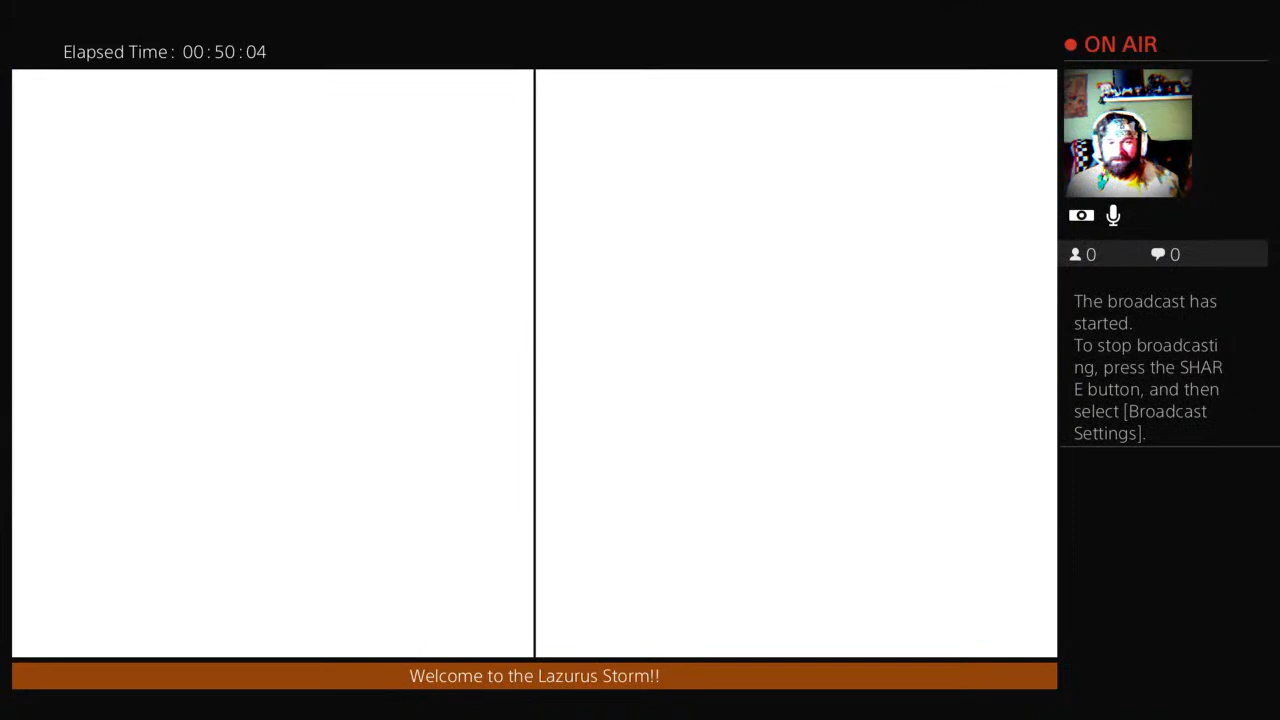 Elapsed Time: 00:50:04
ON AIR
0
0
The broadcast has
started.
To stop broadcasti
ng, press the SHAR
E button, and then
select [Broadcast
Settings].
Welcome to the Lazurus Storm!!